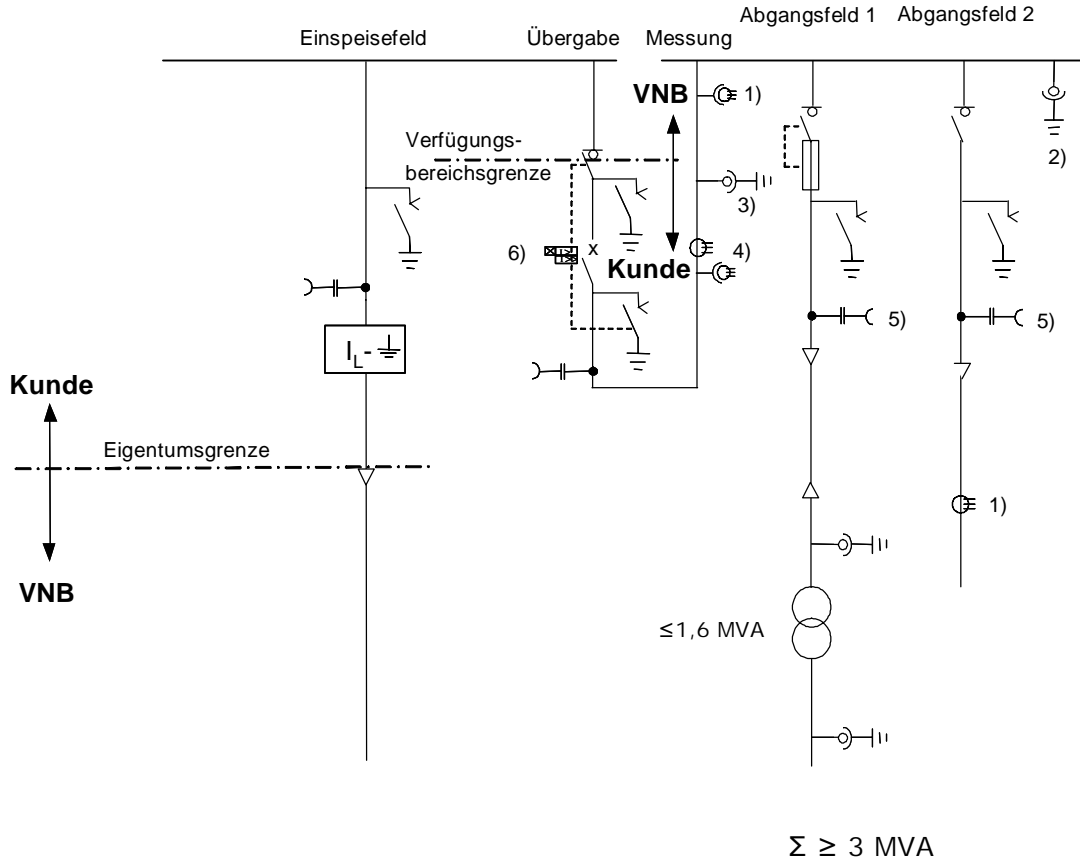 Einspeisefeld
Übergabe
Messung
Abgangsfeld 1
Abgangsfeld 2
VNB
1)
Verfügungs-
bereichsgrenze
2)
3)
6)
x
4)
Kunde
5)
5)
I_L-
Kunde
Eigentumsgrenze
1)
VNB
≤1,6 MVA
Σ ≥ 3 MVA